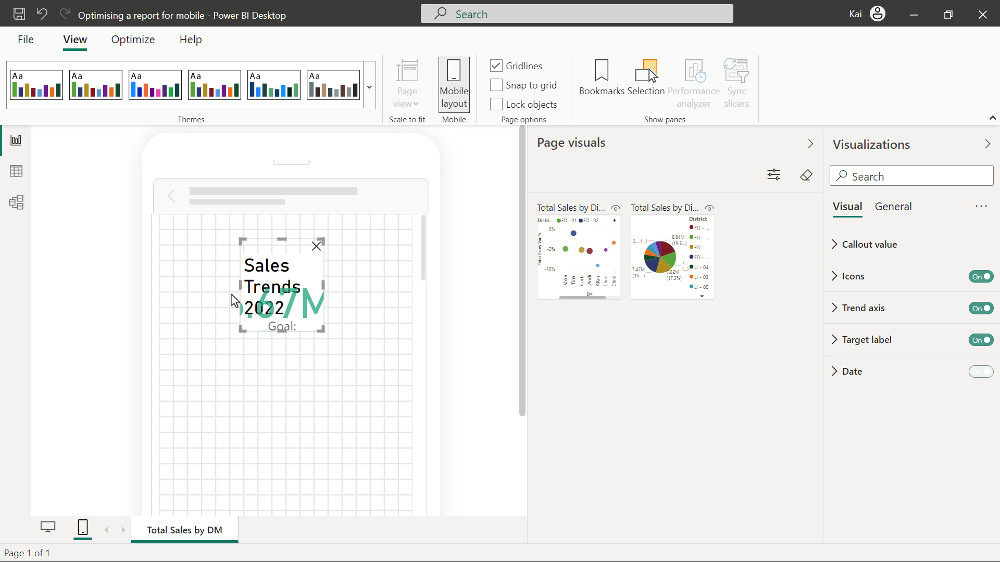 Optimising a report for mobile - Power BI Desktop
Search
Kai
File
View
Optimize
Help
Aa
Aa
Aa
Aa
Aa
Aa
Themes
Page
view
Scale to fit
Mobile
layout
Mobile
Gridlines
Snap to grid
Lock objects
Page options
Bookmarks
Selection
Performance
analyzer
Sync
slicers
Show panes
Sales
Trends
2022
.67M
Goal:
Page visuals
Total Sales by Di...
Distri...
FD - 01
FD - 02
Total Sales Var %
0%
-5%
-10%
Valer...
Tina ...
Carlo...
Andr...
Allan ...
Chris ...
Chris ...
DM
Total Sales by Di...
District
FD - ...
FD - ...
FD - ...
FD - ...
LI - 04
LI - 03
LI - 05
2.... (...)
8.84M
(19.5...)
7....
(...)
7.82M
(17.3%)
7.47M
(16....)
Visualizations
Search
Visual
General
Callout value
Icons
On
Trend axis
On
Target label
On
Date
On
Total Sales by DM
Page 1 of 1